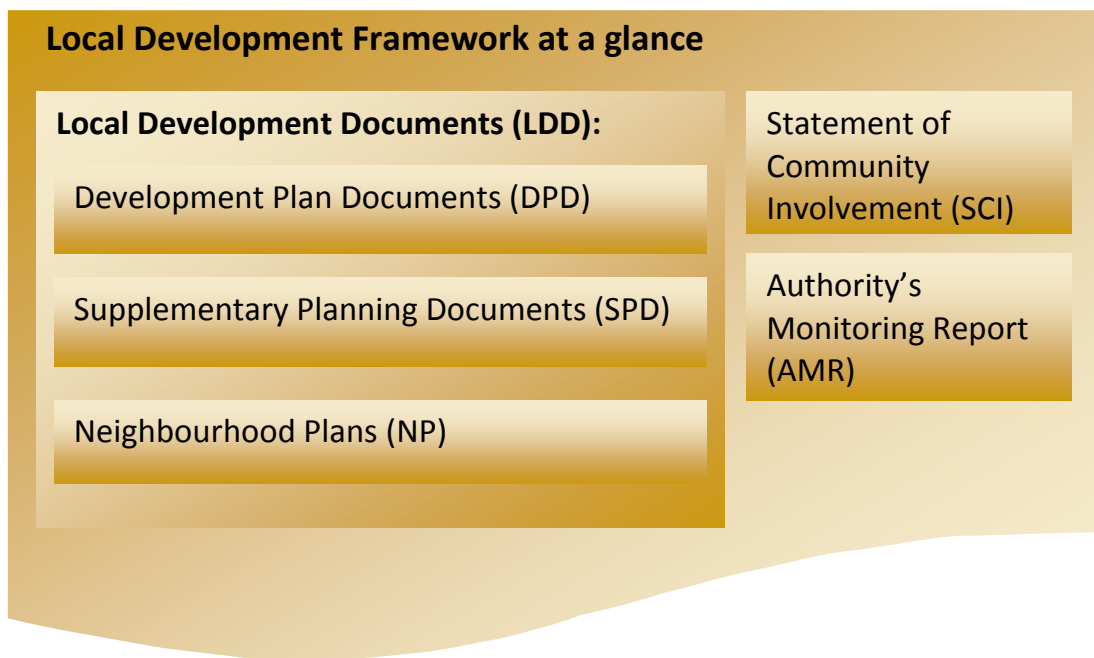 Local Development Framework at a glance
Local Development Documents (LDD):
Development Plan Documents (DPD)
Supplementary Planning Documents (SPD)
Neighbourhood Plans (NP)
Statement of
Community
Involvement (SCI)
Authority’s
Monitoring Report
(AMR)